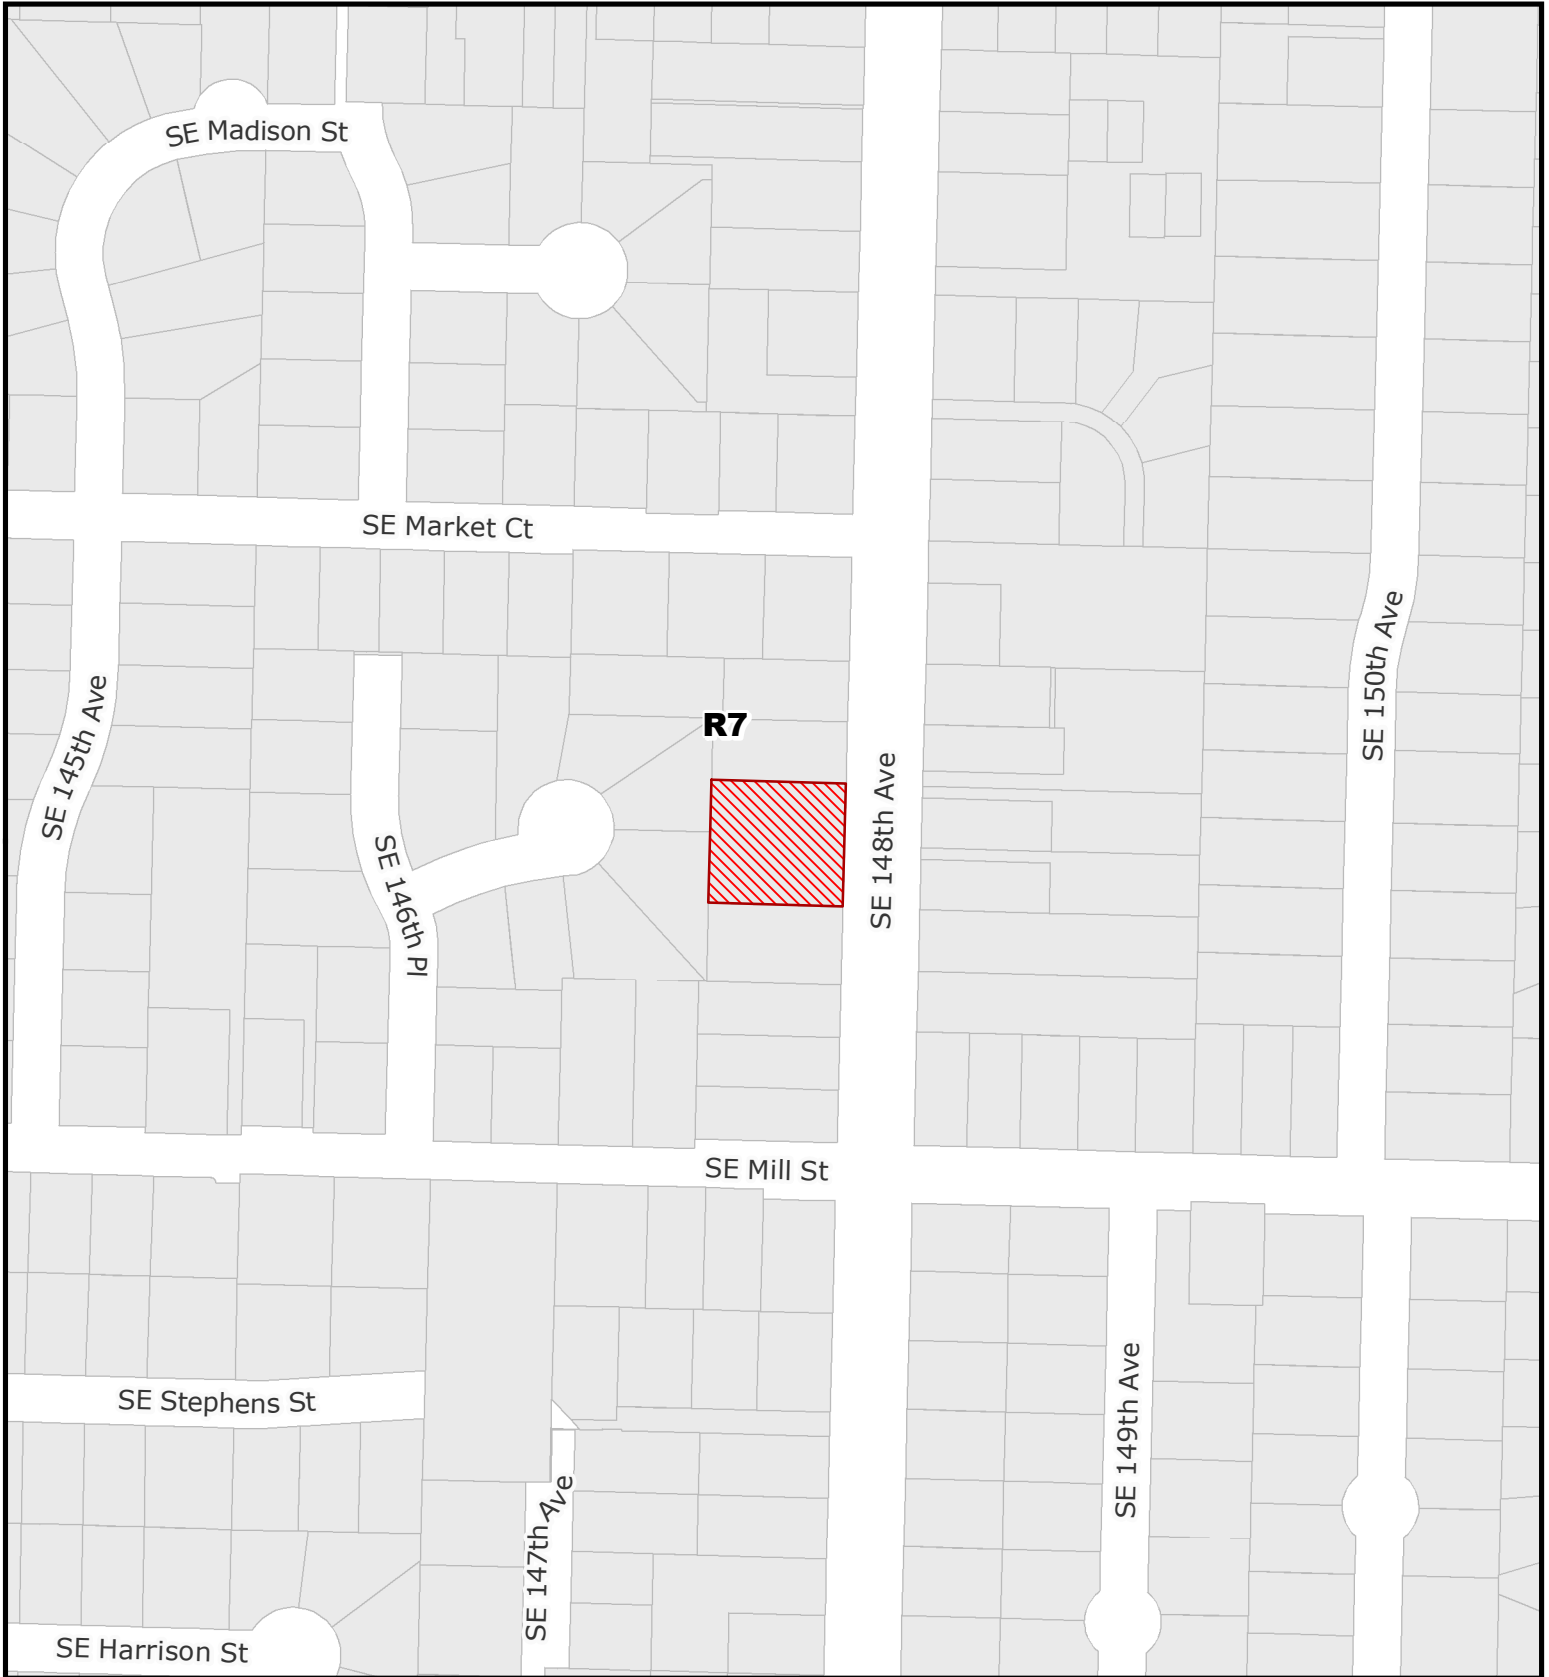 SE Madison St
SE Market Ct
SE 150th Ave
SE 145th Ave
R7
SE 148th Ave
SE 146th Pl
SE Mill St
SE Stephens St
SE 149th Ave
SE 147th Ave
SE Harrison St